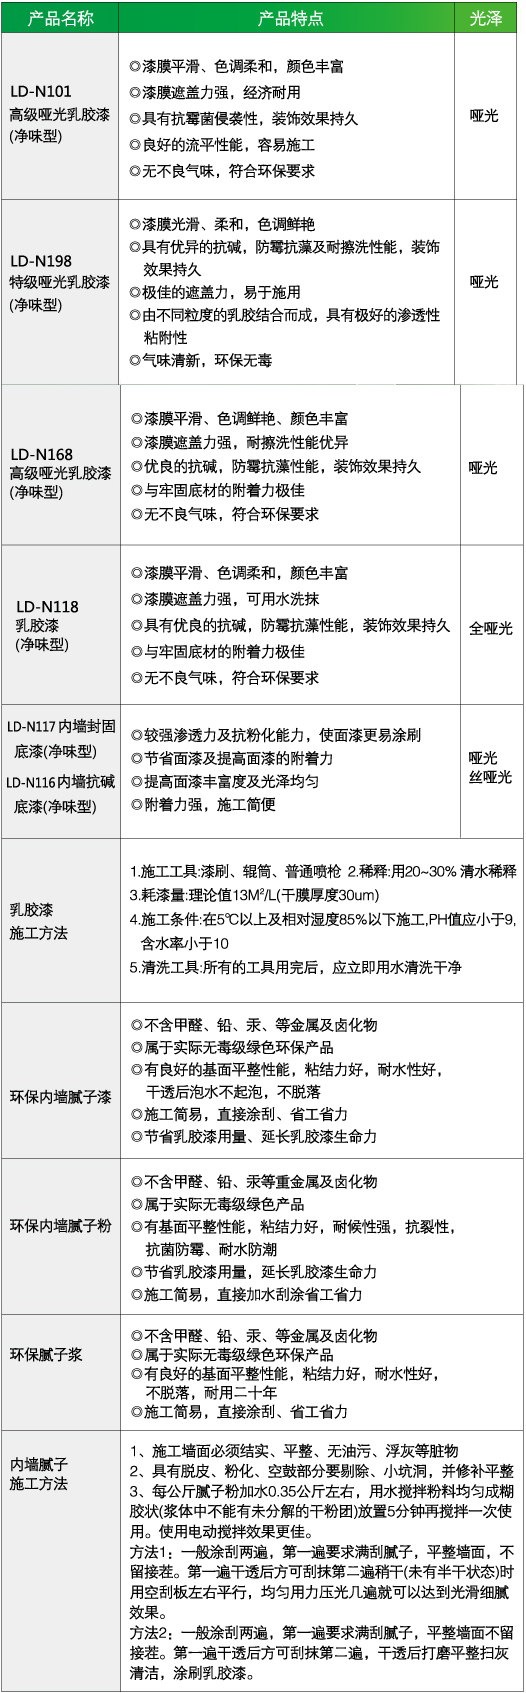 产品名称 产品特点 光泽
LD-N101
高级哑光乳胶漆
(净味型)
◎漆膜平滑、色调柔和，颜色丰富
◎漆膜遮盖力强，经济耐用
◎具有抗霉菌侵袭性，装饰效果持久
◎良好的流平性能，容易施工
◎无不良气味，符合环保要求
哑光
LD-N198
特级哑光乳胶漆
(净味型)
◎漆膜光滑、柔和，色调鲜艳
◎具有优异的抗碱，防霉抗藻及耐擦洗性能，装饰
效果持久
◎极佳的遮盖力，易于施用
◎由不同粒度的乳胶结合而成，具有极好的渗透性
粘附性
◎气味清新，环保无毒
哑光
LD-N168
高级哑光乳胶漆
(净味型)
◎漆膜平滑、色调鲜艳、颜色丰富
◎漆膜遮盖力强，耐擦洗性能优异
◎优良的抗碱，防霉抗藻性能，装饰效果持久
◎与牢固底材的附着力极佳
◎无不良气味，符合环保要求
哑光
LD-N118
乳胶漆
(净味型)
◎漆膜平滑、色调柔和，颜色丰富
◎漆膜遮盖力强，可用水洗抹
◎具有优良的抗碱，防霉抗藻性能，装饰效果持久
◎与牢固底材的附着力极佳
◎无不良气味，符合环保要求
全哑光
LD-N117内墙封固
底漆(净味型)
LD-N116内墙抗碱
底漆(净味型)
◎较强渗透力及抗粉化能力，使面漆更易涂刷
◎节省面漆及提高面漆的附着力
◎提高面漆丰富度及光泽均匀
◎附着力强，施工简便
哑光
丝哑光
乳胶漆
施工方法
1.施工工具:漆刷、辊筒、普通喷枪 2.稀释:用20~30% 清水稀释
3.耗漆量:理论值13M²/L(干膜厚度30um)
4.施工条件:在5℃以上及相对湿度85%以下施工,PH值应小于9,
含水率小于10
5.清洗工具:所有的工具用完后，应立即用水清洗干净
环保内墙腻子漆
◎不含甲醛、铅、汞、等金属及卤化物
◎属于实际无毒级绿色环保产品
◎有良好的基面平整性能，粘结力好，耐水性好，
干透后泡水不起泡，不脱落
◎施工简易，直接涂刮、省工省力
◎节省乳胶漆用量、延长乳胶漆生命力
环保内墙腻子粉
◎不含甲醛、铅、汞等重金属及卤化物
◎属于实际无毒级绿色产品
◎有基面平整性能，粘结力好，耐候性强，抗裂性，
抗菌防霉、耐水防潮
◎节省乳胶漆用量，延长乳胶漆生命力
◎施工简易，直接加水刮涂省工省力
环保腻子浆
◎不含甲醛、铅、汞、等金属及卤化物
◎属于实际无毒级绿色环保产品
◎有良好的基面平整性能，粘结力好，耐水性好，
不脱落，耐用二十年
◎施工简易，直接涂刮、省工省力
内墙腻子
施工方法
1、施工墙面必须结实、平整、无油污、浮灰等脏物
2、具有脱皮、粉化、空鼓部分要剔除、小坑洞，并修补平整
3、每公斤腻子粉加水0.35公斤左右，用水搅拌粉料均匀成糊
胶状(浆体中不能有未分解的干粉团)放置5分钟再搅拌一次使
用。使用电动搅拌效果更佳。
方法1：一般涂刮两遍，第一遍要求满刮腻子，平整墙面，不
留接茬。第一遍干透后方可刮抹第二遍稍干(未有半干状态)时
用空刮板左右平行，均匀用力压光几遍就可以达到光滑细腻
效果。
方法2：一般涂刮两遍，第一遍要求满刮腻子，平整墙面不留
接茬。第一遍干透后方可刮抹第二遍，干透后打磨平整扫灰
清洁，涂刷乳胶漆。